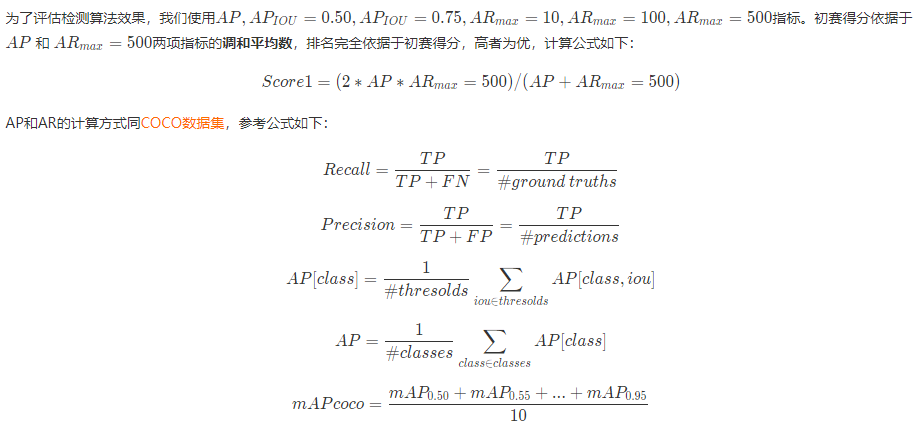 为了评估检测算法效果，我们使用AP, AP_{IOU} = 0.50, AP_{IOU} = 0.75, AR_{max} = 10, AR_{max} = 100, AR_{max} = 500指标。初赛得分依据于
AP 和 AR_{max} = 500两项指标的调和平均数，排名完全依据于初赛得分，高者为优，计算公式如下：
Score1 = (2 * AP * AR_{max} = 500)/(AP + AR_{max} = 500)
AP和AR的计算方式同COCO数据集，参考公式如下：
Recall = \frac{TP}{TP + FN} = \frac{TP}{\#ground truths}
Precision = \frac{TP}{TP + FP} = \frac{TP}{\#predictions}
AP[class] = \frac{1}{\#thresolds} \sum_{iou∈thresolds} AP[class, iou]
AP = \frac{1}{\#classes} \sum_{class∈classes} AP[class]
mAPcoco = \frac{mAP_{0.50} + mAP_{0.55} + ... + mAP_{0.95}}{10}